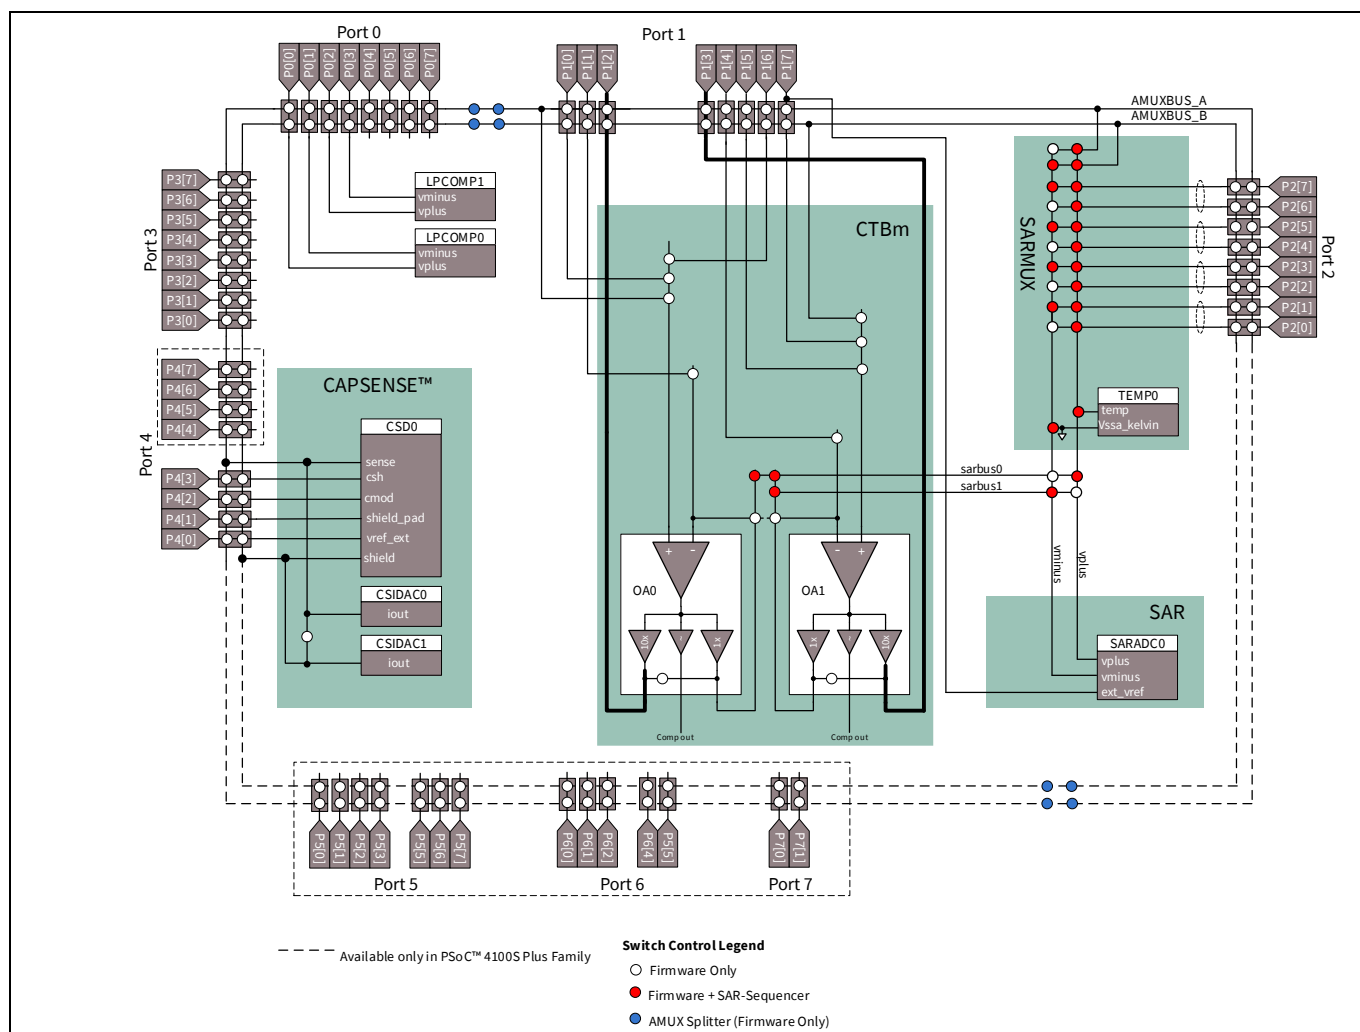 Port 0
Port 1
P0[0]
P0[1]
P0[2]
P0[3]
P0[4]
P0[5]
P0[6]
P0[7]
P1[0]
P1[1]
P1[2]
P1[3]
P1[4]
P1[5]
P1[6]
P1[7]
AMUXBUS_A
AMUXBUS_B
Port 3
P3[7]
P3[6]
P3[5]
P3[4]
P3[3]
P3[2]
P3[1]
P3[0]
LPCOMP1
vminus
vplus
LPCOMP0
vminus
vplus
CTBm
SARMUX
P2[7]
P2[6]
P2[5]
P2[4]
P2[3]
P2[2]
P2[1]
P2[0]
Port 2
Port 4
P4[7]
P4[6]
P4[5]
P4[4]
P4[3]
P4[2]
P4[1]
P4[0]
CAPSENSE™
CSD0
sense
csh
cmod
shield_pad
vref_ext
shield
CSIDAC0
iout
CSIDAC1
iout
TEMP0
temp
Vssa_kelvin
sarbus0
sarbus1
+
−
OA0
10x
~
1x
Comp out
−
+
OA1
1x
~
10x
Comp out
vminus
vplus
SAR
SARADC0
vplus
vminus
ext_vref
P5[0]
P5[1]
P5[2]
P5[3]
P5[5]
P5[6]
P5[7]
P6[0]
P6[1]
P6[2]
P6[4]
P5[5]
P7[0]
P7[1]
Port 5
Port 6
Port 7
Available only in PSoC™ 4100S Plus Family
Switch Control Legend
Firmware Only
Firmware + SAR-Sequencer
AMUX Splitter (Firmware Only)